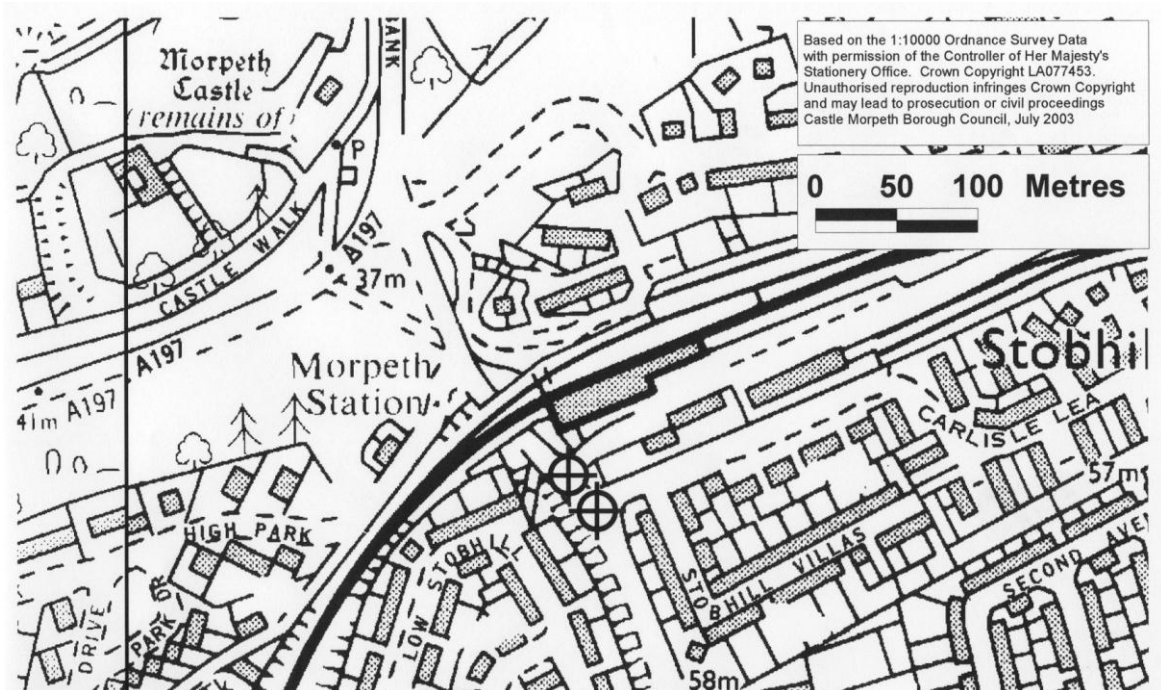 Morpeth
Castle
(remains of)
BANK
P
CASTLE WALK
A197
37m
A197
41m A197
Morpeth
Station
HIGH PARK
DRIVE
PARK DR
LOW STOBHILL
STOBHILL VILLAS
58m
SECOND AVEN
57m
CARLISLE LEA
Stobhil
Based on the 1:10000 Ordnance Survey Data
with permission of the Controller of Her Majesty's
Stationery Office. Crown Copyright LA077453.
Unauthorised reproduction infringes Crown Copyright
and may lead to prosecution or civil proceedings
Castle Morpeth Borough Council, July 2003
0 50 100 Metres